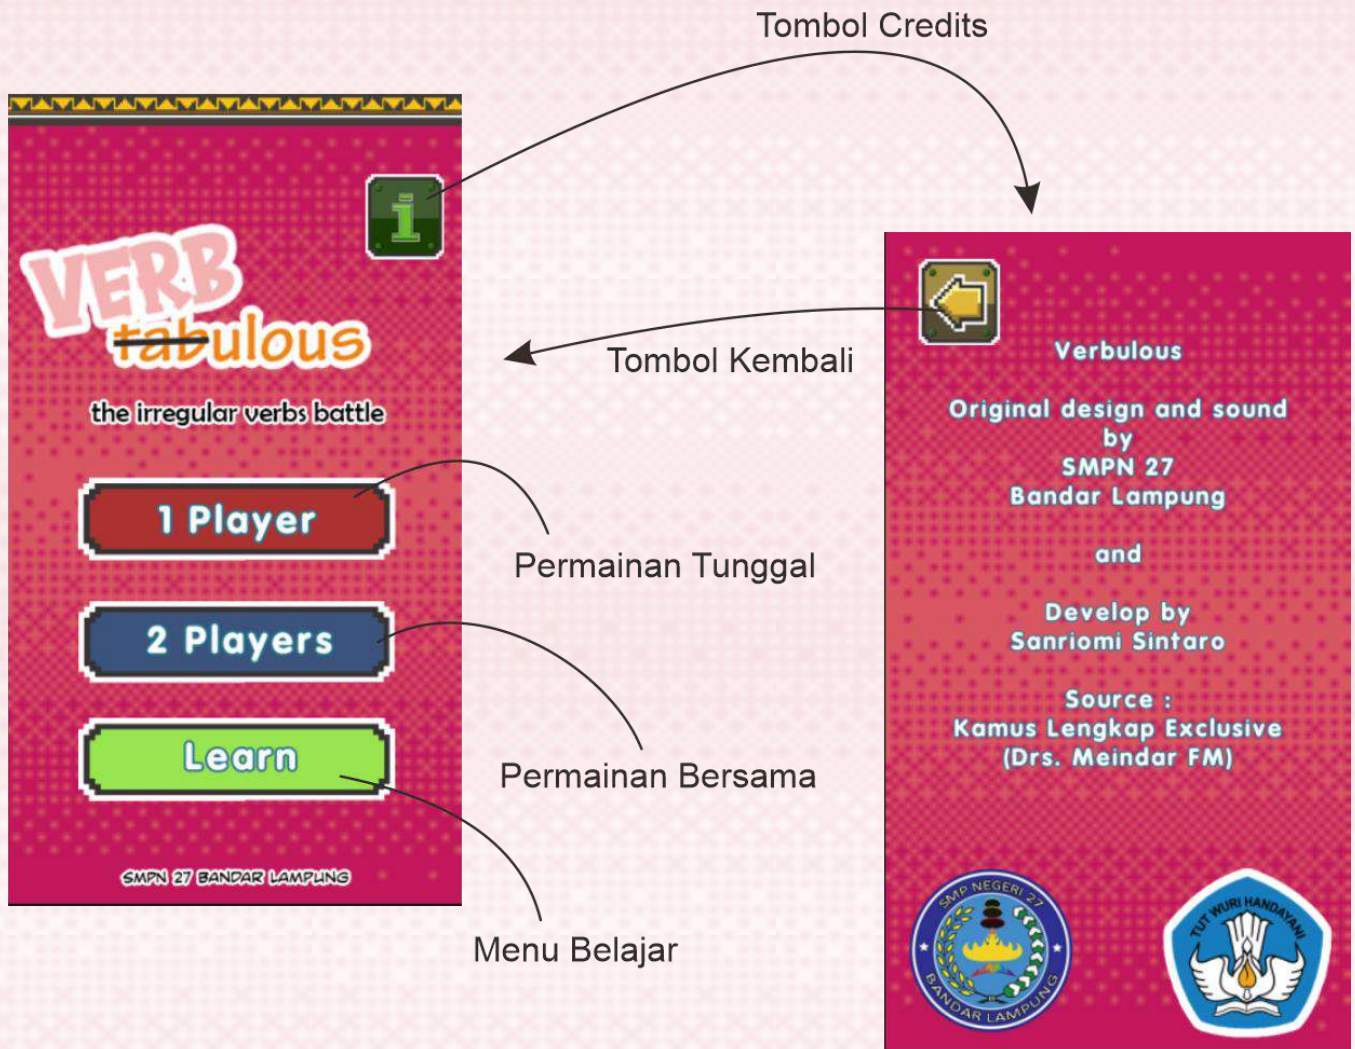 Tombol Credits
i
VERB
tabulous
the irregular verbs battle
1 Player
2 Players
Learn
SMPN 27 BANDAR LAMPUNG
Tombol Kembali
Permainan Tunggal
Permainan Bersama
Menu Belajar
Verbulous
Original design and sound
by
SMPN 27
Bandar Lampung
and
Develop by
Sanriomi Sintaro
Source :
Kamus Lengkap Exclusive
(Drs. Meindar FM)
SMP NEGERI 27
BANDAR LAMPUNG
TUT WURI HANDAYANI